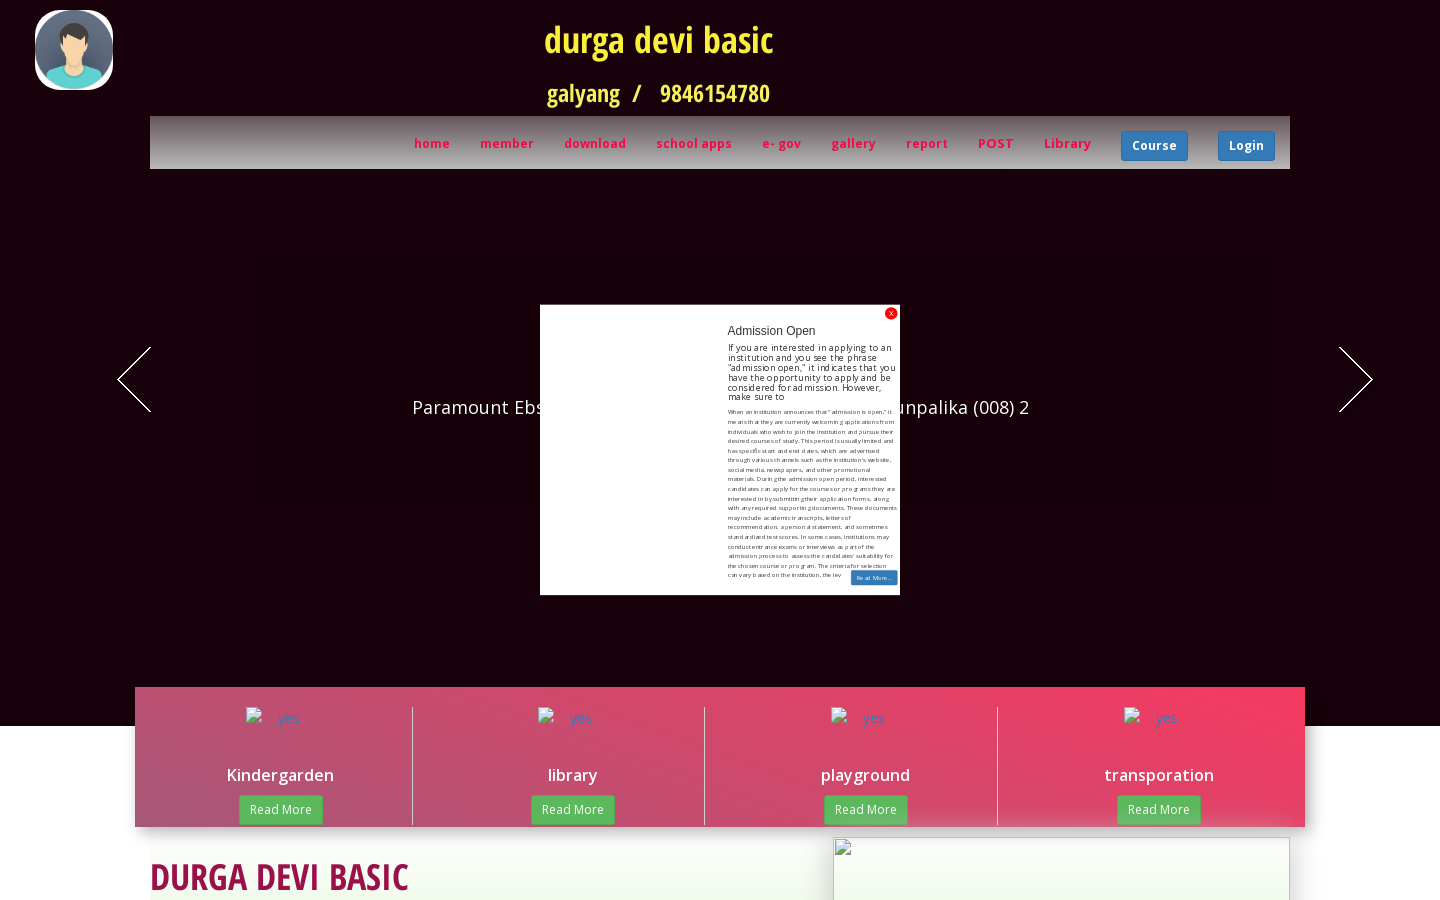 durga devi basic
galyang / 9846154780
home member download school apps e- gov gallery report POST Library Course Login
X
Admission Open
If you are interested in applying to an
institution and you see the phrase
"admission open," it indicates that you
have the opportunity to apply and be
considered for admission. However,
make sure to
Paramount Ebs
unpalika (008) 2
When an institution announces that "admission is open," it
means that they are currently welcoming applications from
individuals who wish to join the institution and pursue their
desired courses of study. This period is usually limited and
has specific start and end dates, which are advertised
through various channels such as the institution's website,
social media, newspapers, and other promotional
materials. During the admission open period, interested
candidates can apply for the courses or programs they are
interested in by submitting their application forms, along
with any required supporting documents. These documents
may include academic transcripts, letters of
recommendation, a personal statement, and sometimes
standardized test scores. In some cases, institutions may
conduct entrance exams or interviews as part of the
admission process to assess the candidates' suitability for
the chosen course or program. The criteria for selection
can vary based on the institution, the lev
Read More...
yes yes yes yes
Kindergarden library playground transporation
Read More Read More Read More Read More
DURGA DEVI BASIC